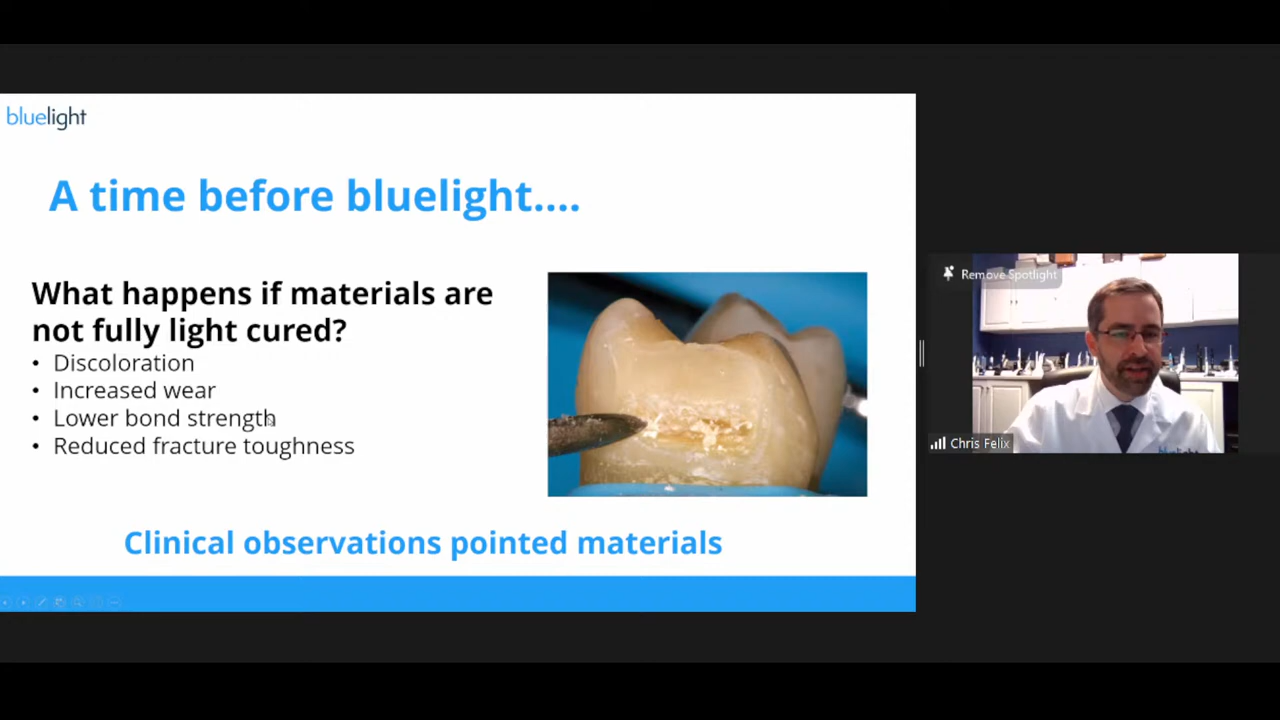 bluelight
A time before bluelight....
What happens if materials are
not fully light cured?
• Discoloration
• Increased wear
• Lower bond strength
• Reduced fracture toughness
Clinical observations pointed materials
Remove Spotlight
Chris Felix
bluelight